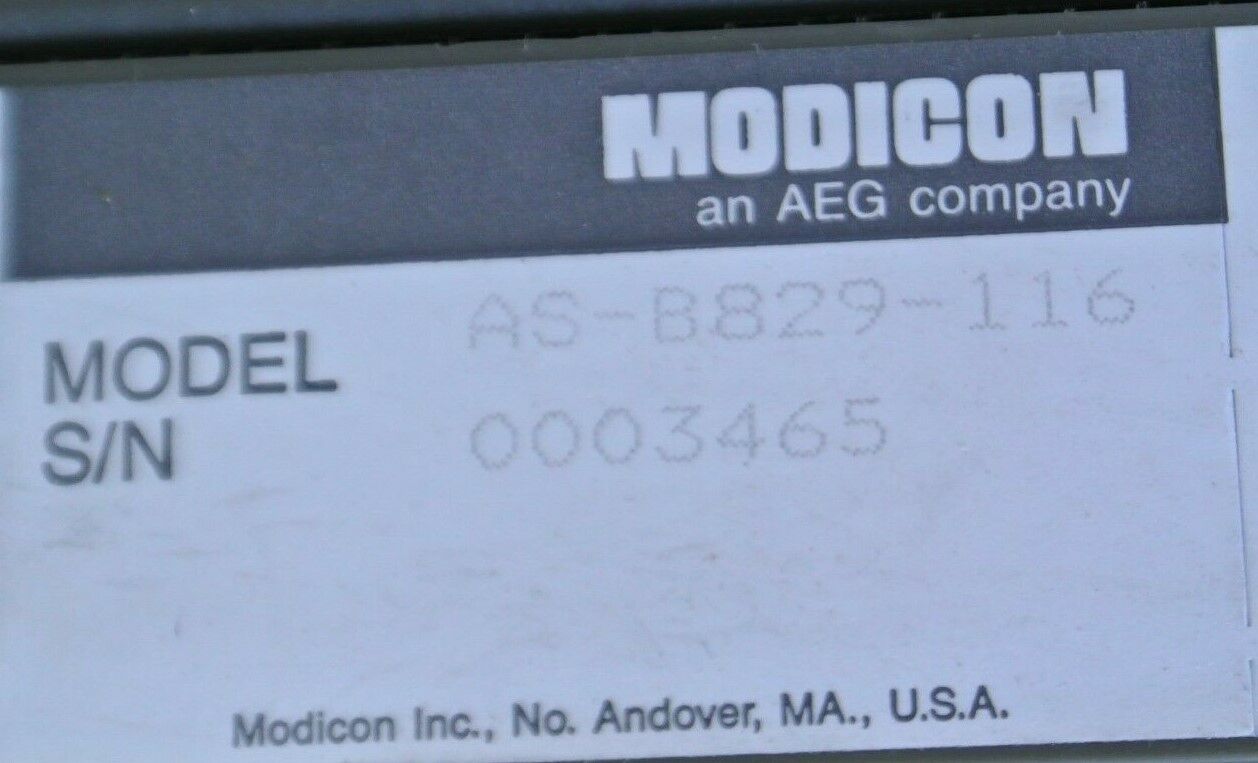 MODICON
an AEG company
MODEL AS-B829-116
S/N 0003465
Modicon Inc., No. Andover, MA., U.S.A.